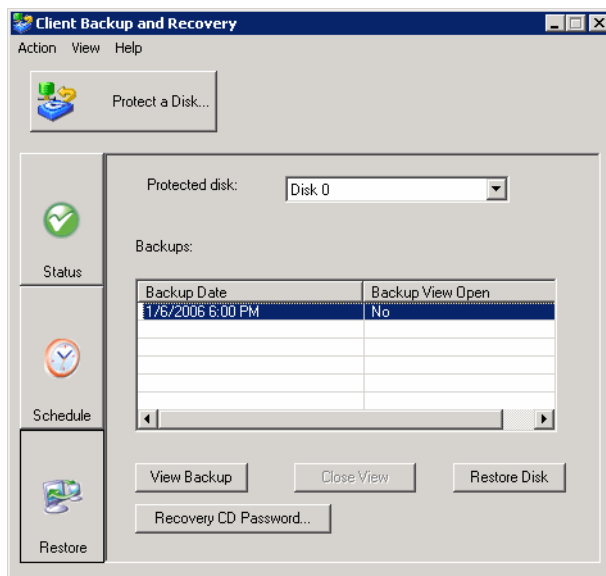 Client Backup and Recovery
Action View Help
Protect a Disk...
Protected disk: Disk 0
Status
Backups:
Backup Date Backup View Open
1/6/2006 6:00 PM No
Schedule
View Backup Close View Restore Disk
Recovery CD Password...
Restore